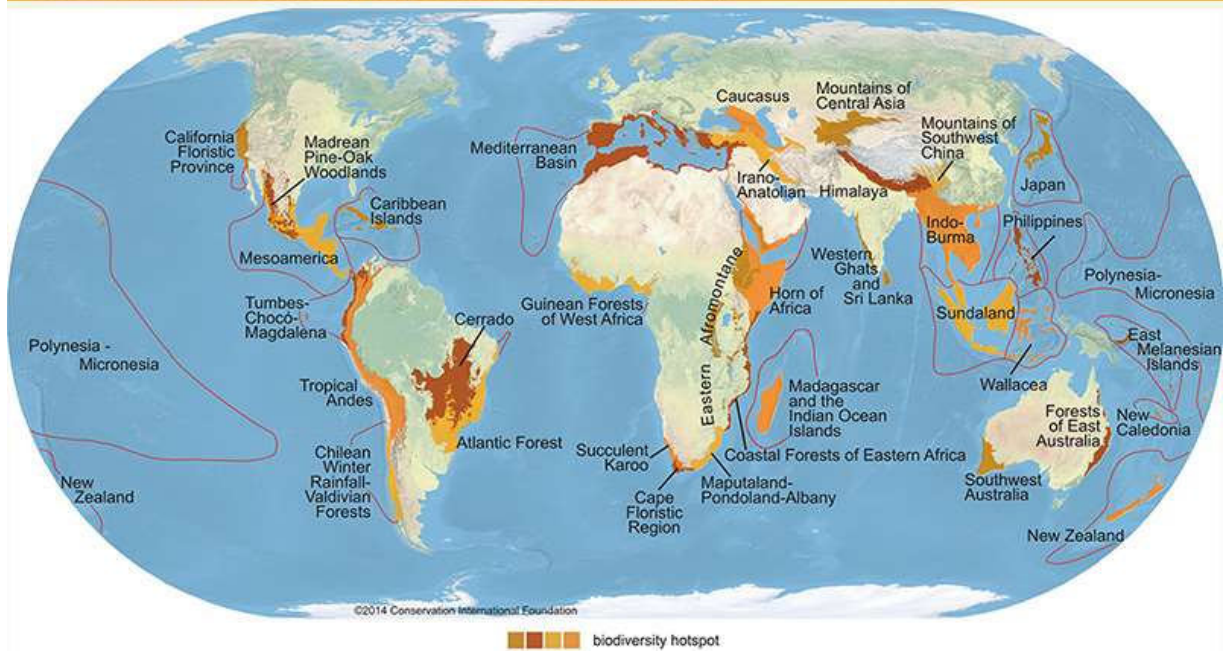 California
Floristic
Province
Madrean
Pine-Oak
Woodlands
Caribbean
Islands
Mesoamerica
Tumbes-
Chocó-
Magdalena
Polynesia -
Micronesia
Cerrado
Tropical
Andes
Atlantic Forest
Chilean
Winter
Rainfall-
Valdivian
Forests
New
Zealand
Mediterranean
Basin
Caucasus
Mountains of
Central Asia
Mountains of
Southwest
China
Irano-
Anatolian
Himalaya
Japan
Indo-
Burma
Philippines
Western
Ghats
and
Sri Lanka
Guinean Forests
of West Africa
Eastern Afromontane
Horn of
Africa
Sundaland
Polynesia-
Micronesia
East
Melanesian
Islands
Wallacea
Madagascar
and the
Indian Ocean
Islands
Forests
of East
Australia
New
Caledonia
Succulent
Karoo
Coastal Forests of Eastern Africa
Maputaland-
Pondoland-Albany
Cape
Floristic
Region
Southwest
Australia
New Zealand
©2014 Conservation International Foundation
biodiversity hotspot